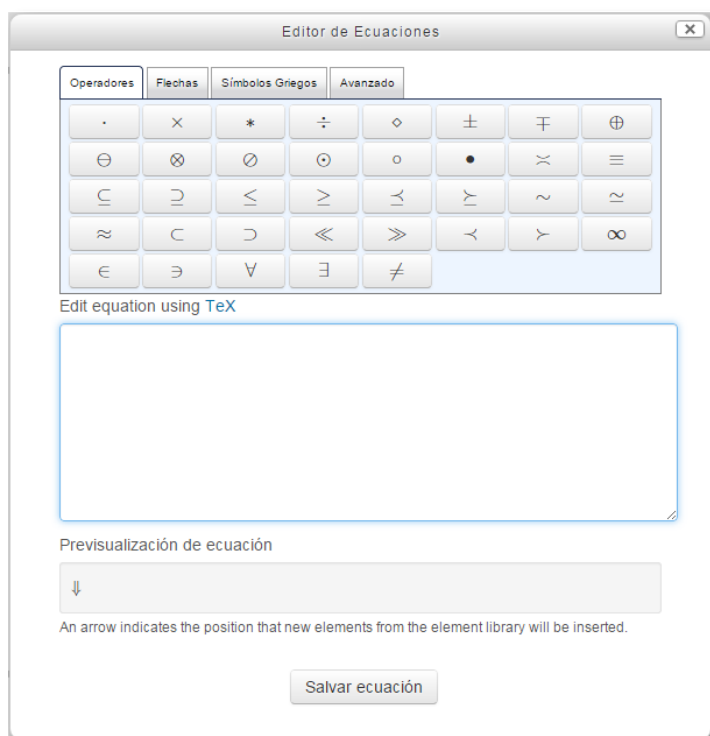 Editor de Ecuaciones
Operadores Flechas Símbolos Griegos Avanzado
· × ∗ ÷ ⋄ ± ∓ ⊕
⊖ ⊗ ⊘ ⊙ ∘ • ≍ ≡
⊆ ⊇ ≤ ≥ ⪯ ⪰ ∼ ≃
≈ ⊂ ⊃ ≪ ≫ ≺ ≻ ∞
∈ ∋ ∀ ∃ ≠
Edit equation using TeX
Previsualización de ecuación
⇓
An arrow indicates the position that new elements from the element library will be inserted.
Salvar ecuación